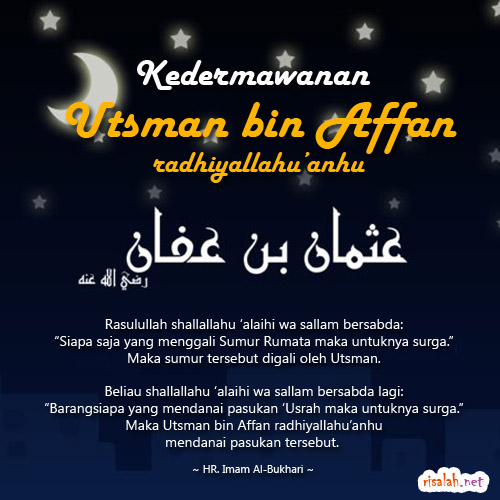 Kedermawanan
Utsman bin Affan
radhiyallahu'anhu
عثمان بن عفان
رضي الله عنه
Rasulullah shallallahu 'alaihi wa sallam bersabda:
"Siapa saja yang menggali Sumur Rumata maka untuknya surga."
Maka sumur tersebut digali oleh Utsman.
Beliau shallallahu 'alaihi wa sallam bersabda lagi:
"Barangsiapa yang mendanai pasukan 'Usrah maka untuknya surga."
Maka Utsman bin Affan radhiyallahu'anhu
mendanai pasukan tersebut.
~ HR. Imam Al-Bukhari ~
risalah.net